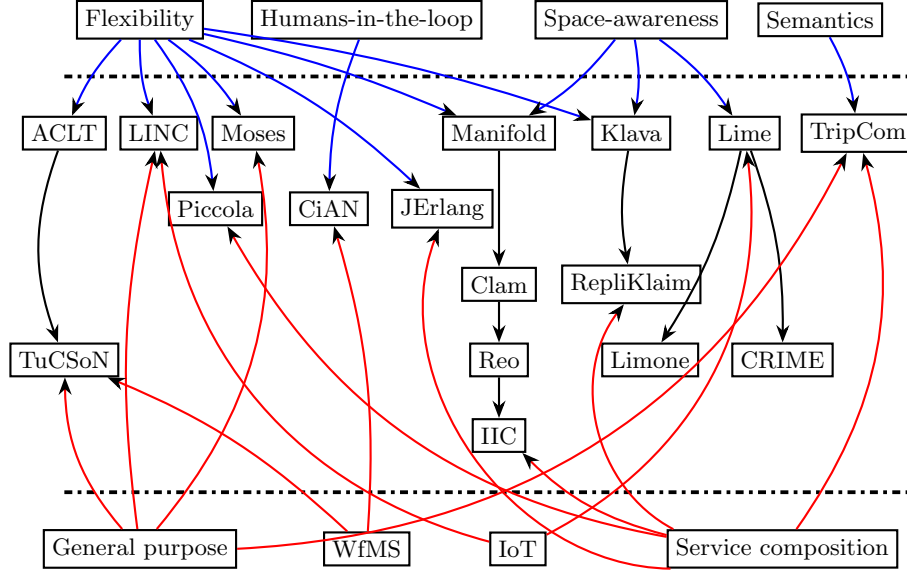 Flexibility
Humans-in-the-loop
Space-awareness
Semantics
ACLT
LINC
Moses
Manifold
Klava
Lime
TripCom
Piccola
CiAN
JErlang
Clam
RepliKlaim
TuCSoN
Reo
Limone
CRIME
IIC
General purpose
WfMS
IoT
Service composition